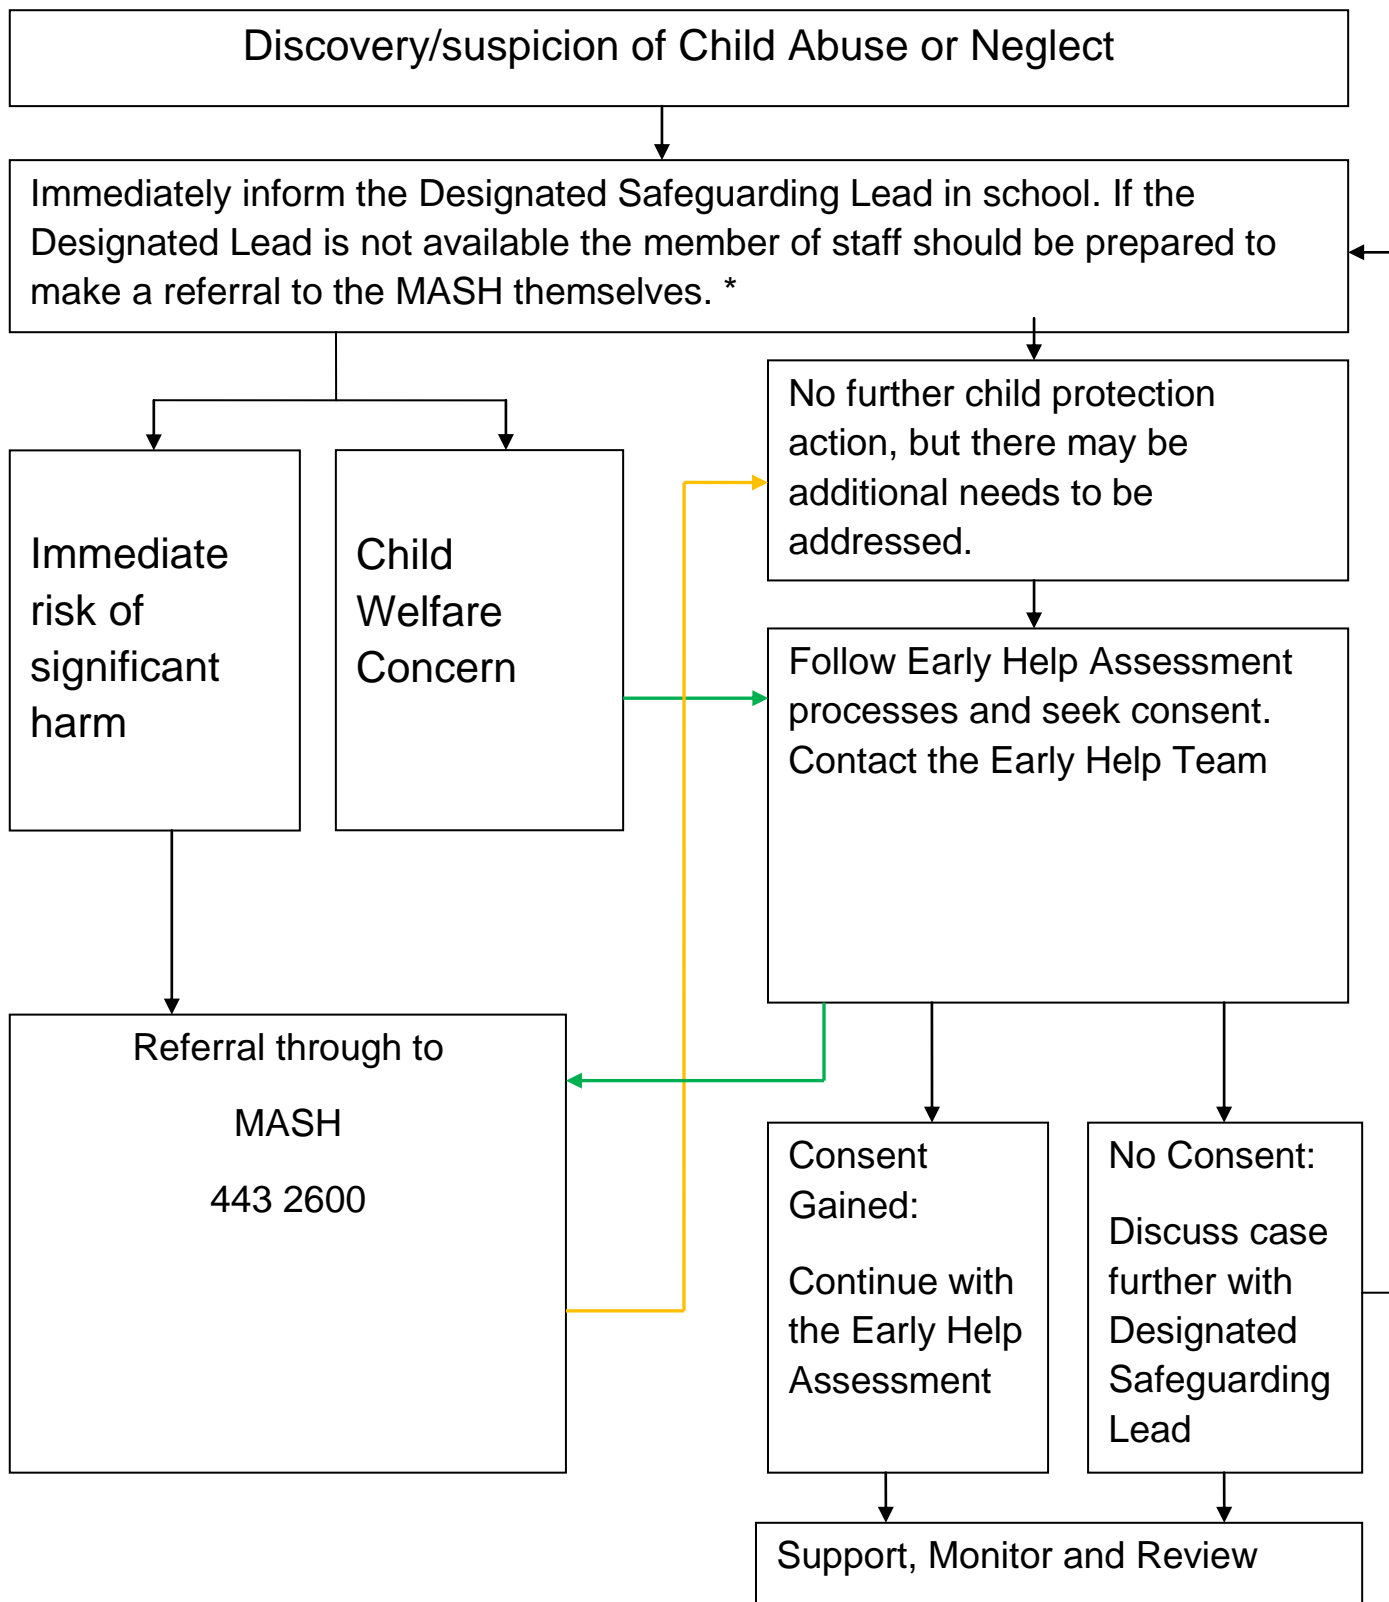 Discovery/suspicion of Child Abuse or Neglect
Immediately inform the Designated Safeguarding Lead in school. If the
Designated Lead is not available the member of staff should be prepared to
make a referral to the MASH themselves. *
No further child protection
action, but there may be
additional needs to be
addressed.
Immediate
risk of
significant
harm
Child
Welfare
Concern
Follow Early Help Assessment
processes and seek consent.
Contact the Early Help Team
Referral through to
MASH
443 2600
Consent
Gained:
Continue with
the Early Help
Assessment
No Consent:
Discuss case
further with
Designated
Safeguarding
Lead
Support, Monitor and Review